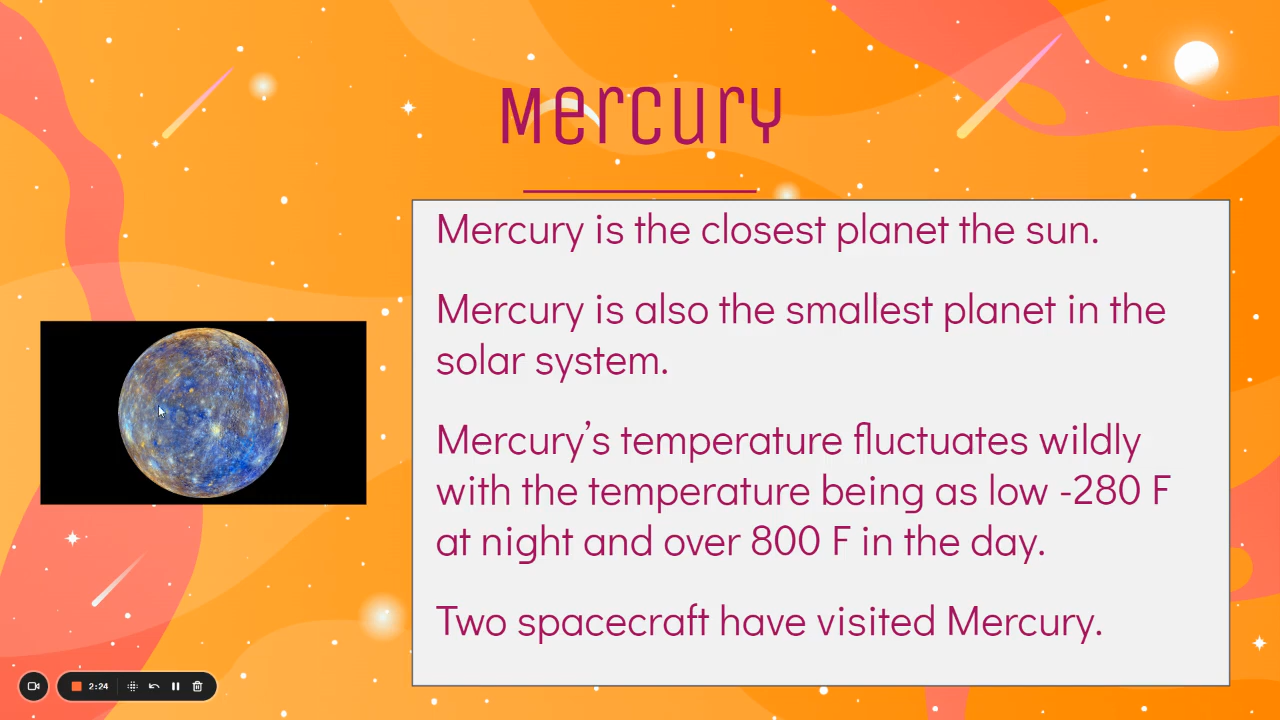 Mercury
Mercury is the closest planet the sun.
Mercury is also the smallest planet in the
solar system.
Mercury’s temperature fluctuates wildly
with the temperature being as low -280 F
at night and over 800 F in the day.
Two spacecraft have visited Mercury.
2:24